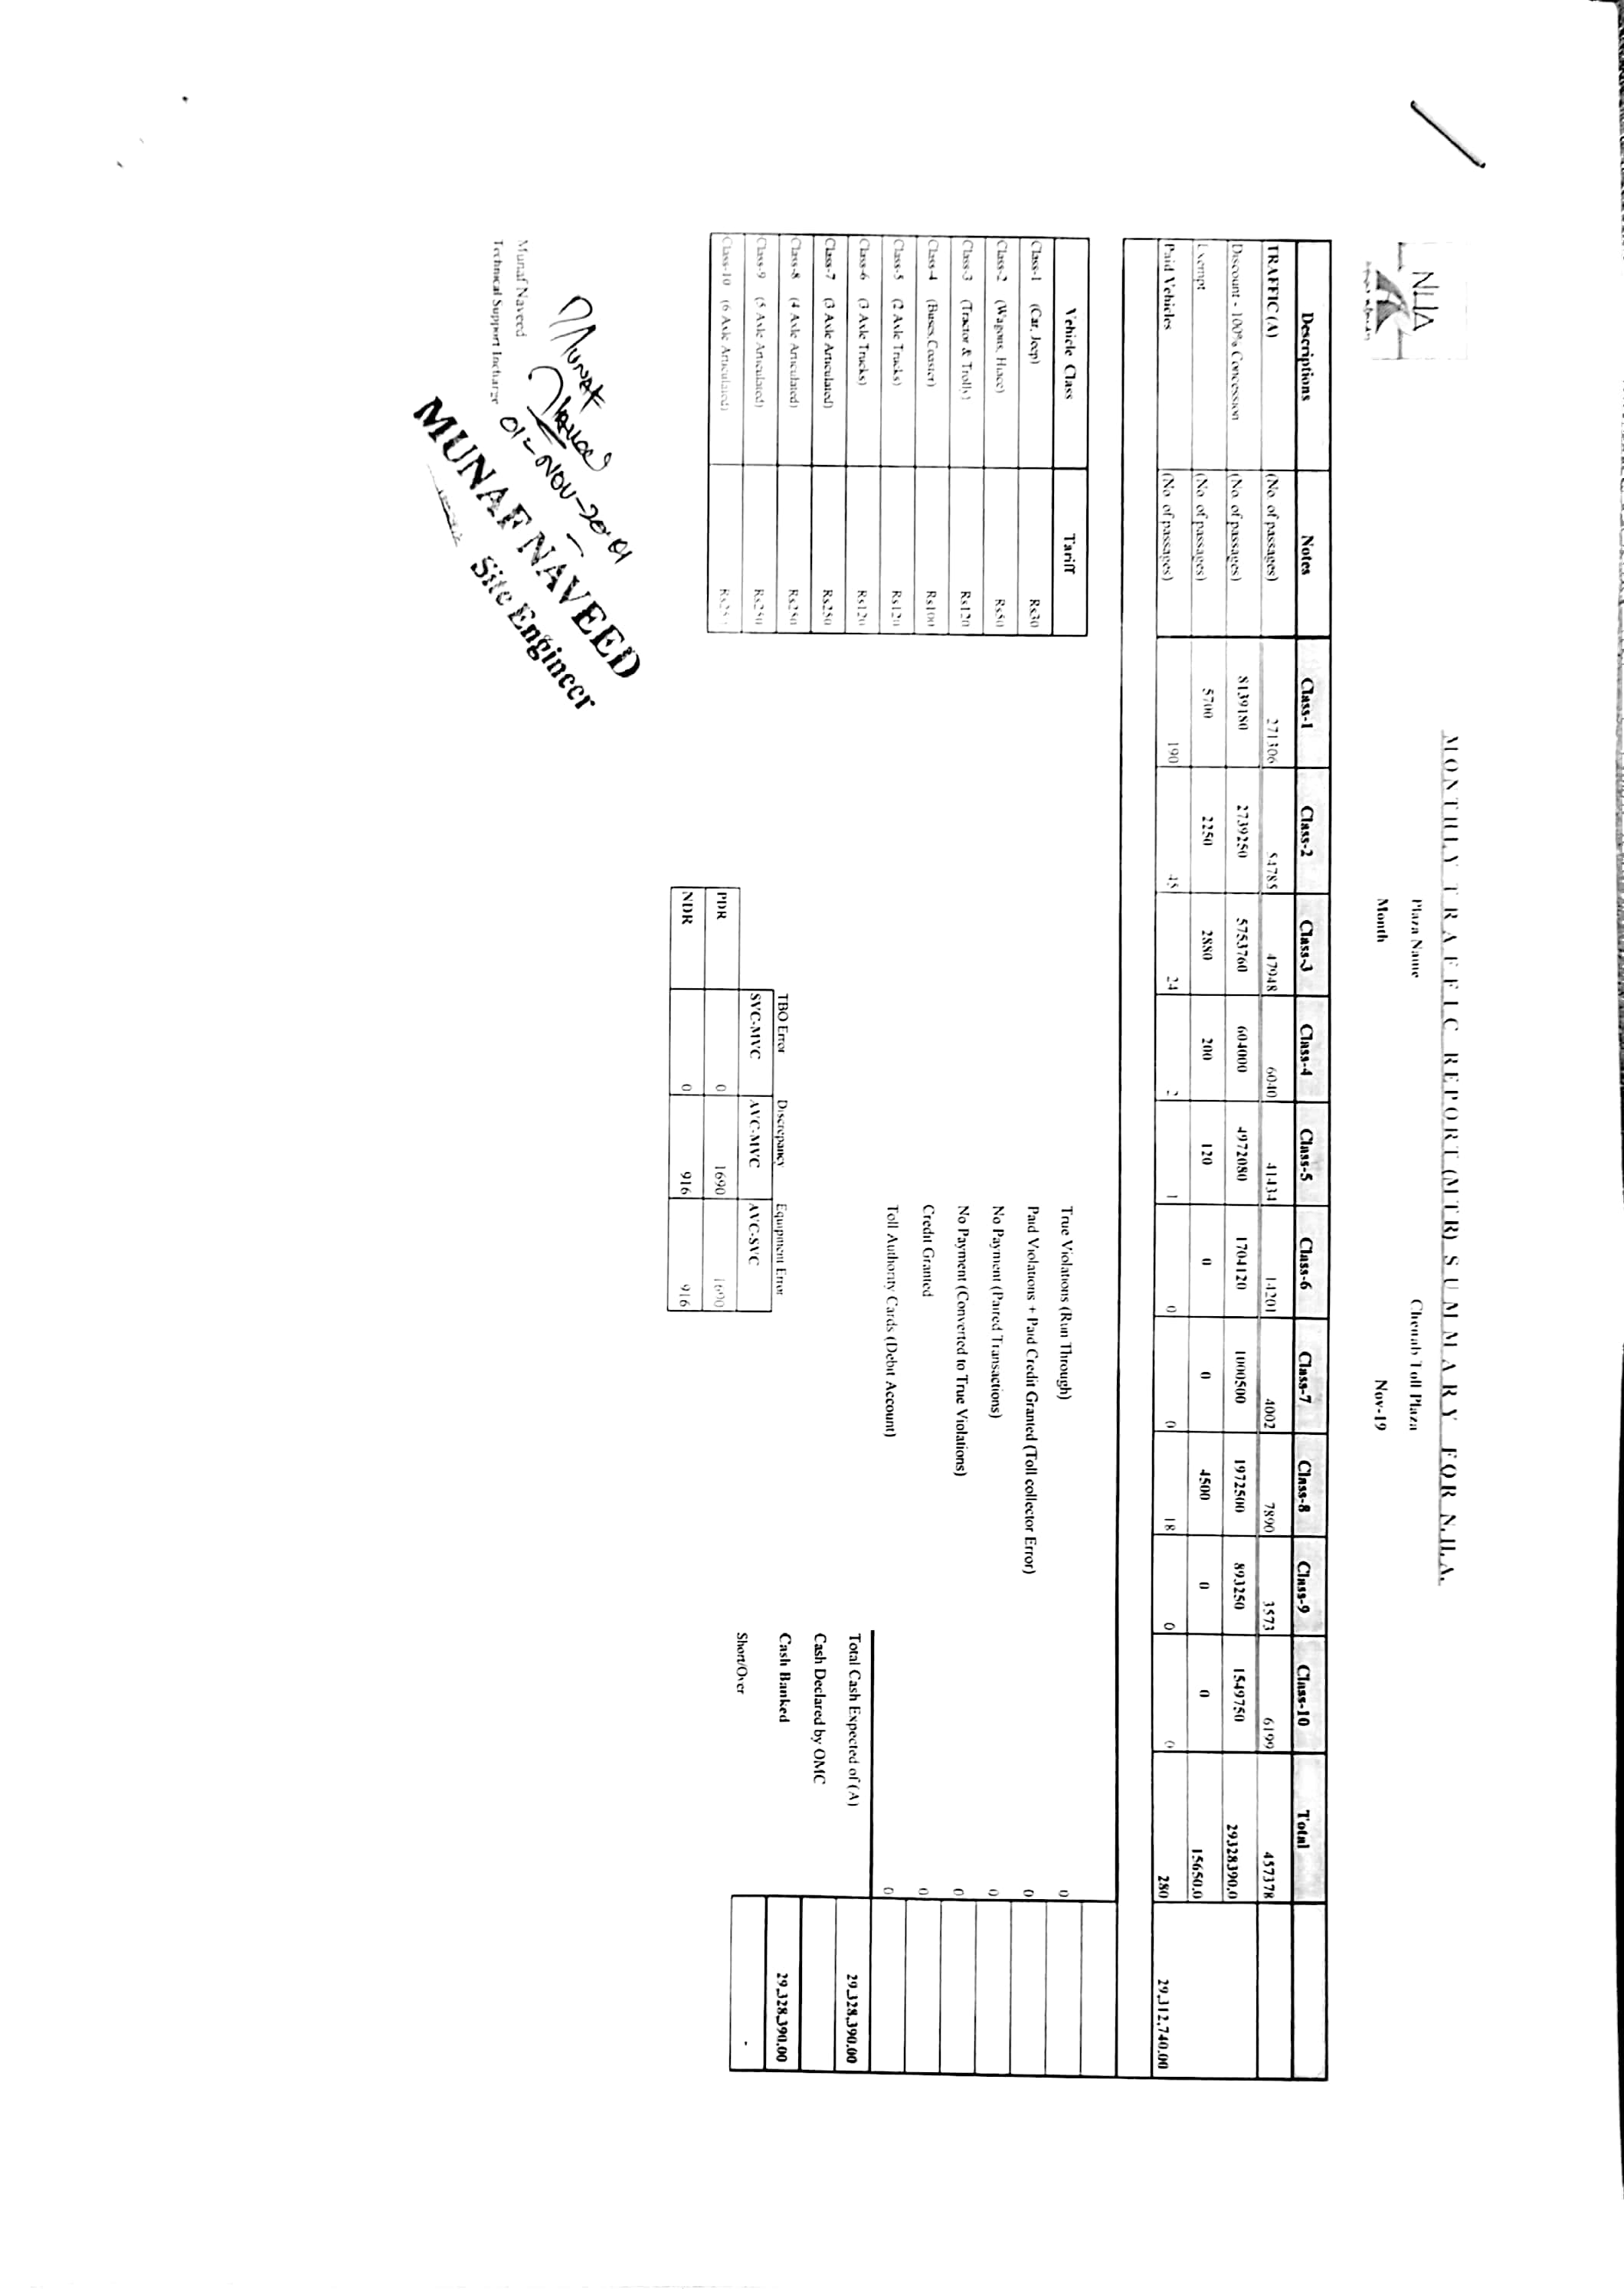 NHA
MONTHLY TRAFFIC REPORT (MTR) SUMMARY FOR N.H.A.
Plaza Name Chenab Toll Plaza
Month Nov-19
Descriptions Notes Class-1 Class-2 Class-3 Class-4 Class-5 Class-6 Class-7 Class-8 Class-9 Class-10 Total
TRAFFIC (A) (No of passages) 271306 54785 47948 6040 41434 14201 4002 7890 3573 6199 457378
Discount - 100% Concession (No. of passages) 8139180 2739250 5753760 604000 4972080 1704120 1000500 1972500 893250 1549750 29328390.0
Exempt (No of passages) 5700 2250 2880 200 120 0 0 4500 0 0 15650.0
Paid Vehicles (No of passages) 190 45 24 2 1 0 0 18 0 0 280 29,312,740.00
Vehicle Class Tariff
Class-1 (Car, Jeep) Rs30
Class-2 (Wagons, Hiace) Rs50
Class-3 (Tractor & Trolly) Rs120
Class-4 (Buses, Coaster) Rs100
Class-5 (2 Axle Trucks) Rs120
Class-6 (3 Axle Trucks) Rs120
Class-7 (3 Axle Articulated) Rs250
Class-8 (4 Axle Articulated) Rs250
Class-9 (5 Axle Articulated) Rs250
Class-10 (6 Axle Articulated)
True Violations (Run Through) 0
Paid Violations + Paid Credit Granted (Toll collector Error) 0
No Payment (Paired Transactions) 0
No Payment (Converted to True Violations) 0
Credit Granted 0
Toll Authority Cards (Debit Account) 0
Total Cash Expected of (A) 29,328,390.00
Cash Declared by OMC
Cash Banked 29,328,390.00
Short/Over -
TBO Error Discrepancy Equipment Error
SVC-MVC AVC-MVC AVC-SVC
PDR 0 1690 1690
NDR 0 916 916
Munaf
Munaf Naveed
Technical Support Incharge
MUNAF NAVEED
Site Engineer